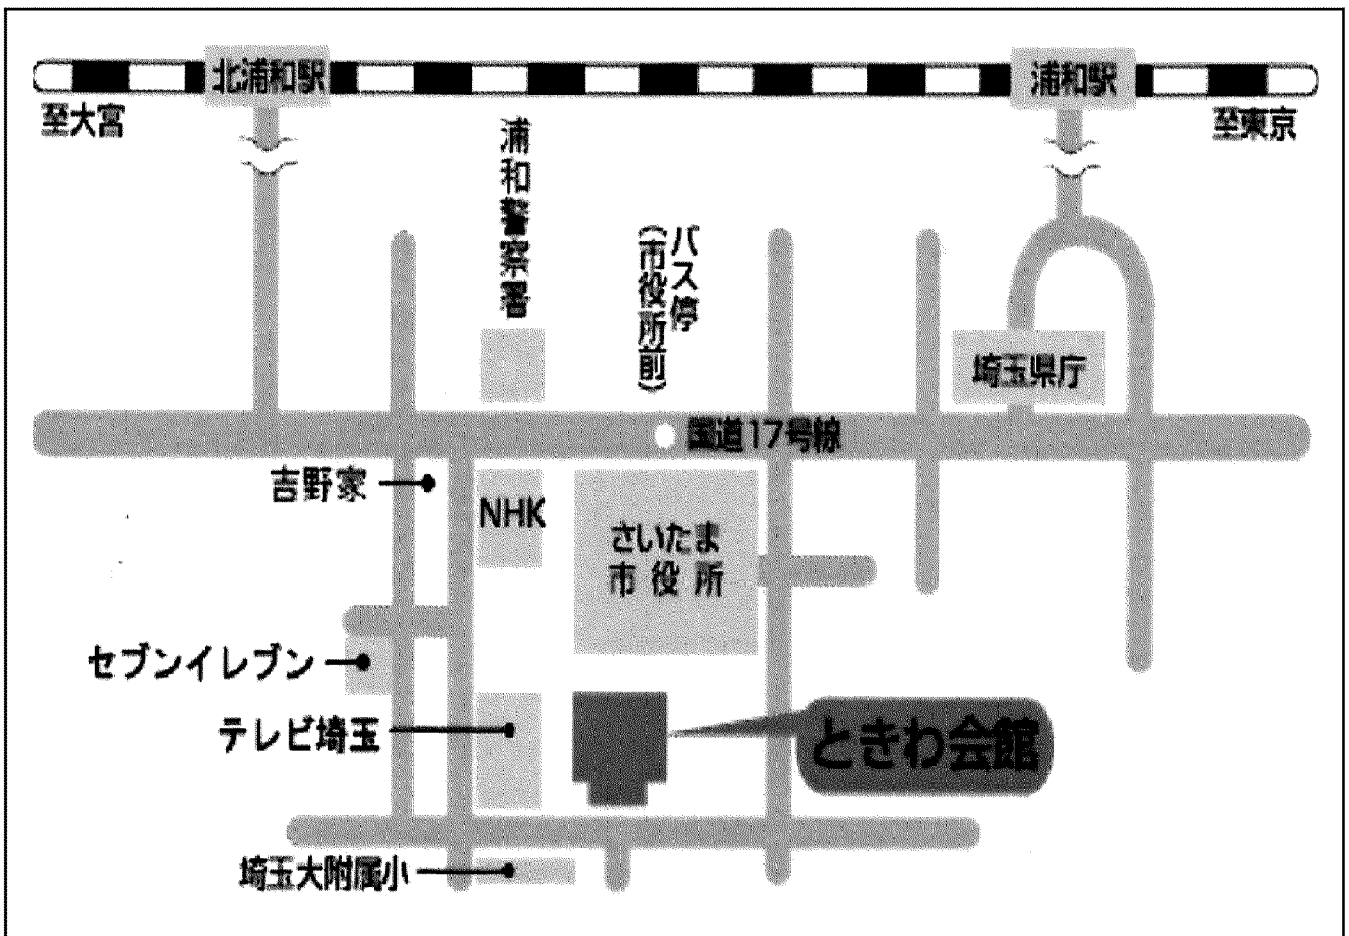 北浦和駅
浦和駅
至大宮
至東京
浦和警察署
バス停
(市役所前)
埼玉県庁
国道17号線
吉野家
NHK
さいたま
市役所
セブンイレブン
テレビ埼玉
ときわ会館
埼玉大附属小